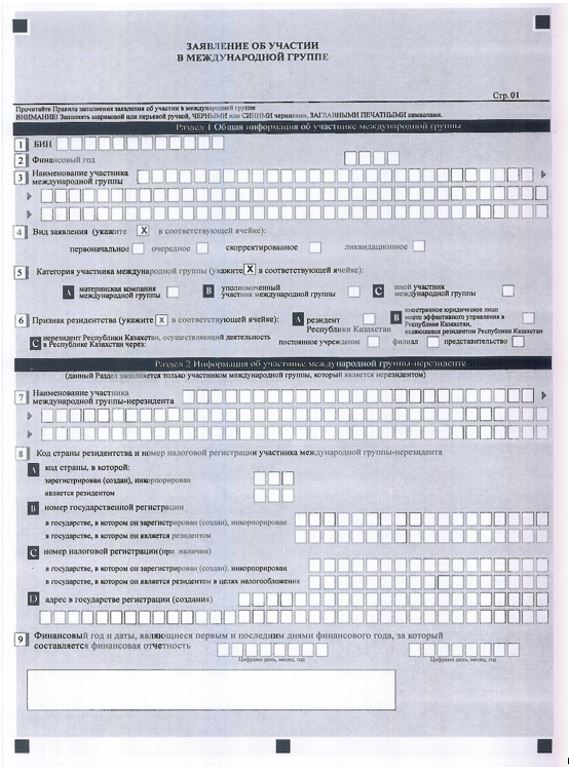 ЗАЯВЛЕНИЕ ОБ УЧАСТИИ
В МЕЖДУНАРОДНОЙ ГРУППЕ
Стр. 01
Прочитайте Правила заполнения заявления об участии в международной группе
ВНИМАНИЕ! Заполнять шариковой или перьевой ручкой, ЧЕРНЫМИ или СИНИМИ чернилами, ЗАГЛАВНЫМИ ПЕЧАТНЫМИ символами.
Раздел 1 Общая информация об участнике международной группы
1 БИН
2 Финансовый год
3 Наименование участника
международной группы
4 Вид заявления (укажите X в соответствующей ячейке):
первоначальное очередное скорректированное ликвидационное
5 Категория участника международной группы (укажите X в соответствующей ячейке):
A материнская компания
международной группы
B уполномоченный
участник международной группы
C иной участник
международной группы
6 Признак резидентства (укажите X в соответствующей ячейке):
A резидент
Республики Казахстан
B иностранное юридическое лицо
место эффективного управления в
Республике Казахстан,
являющееся резидентом Республики Казахстан
C нерезидент Республики Казахстан, осуществляющий деятельность
в Республике Казахстан через:
постоянное учреждение филиал представительство
Раздел 2 Информация об участнике международной группы-нерезиденте
(данный Раздел заполняется только участником международной группы, который является нерезидентом)
7 Наименование участника
международной группы-нерезидента
8 Код страны резидентства и номер налоговой регистрации участника международной группы-нерезидента
A код страны, в которой:
зарегистрирован (создан), инкорпорирован
является резидентом
B номер государственной регистрации
в государстве, в котором он зарегистрирован (создан), инкорпорирован
в государстве, в котором он является резидентом
C номер налоговой регистрации (при наличии)
в государстве, в котором он зарегистрирован (создан), инкорпорирован
в государстве, в котором он является резидентом в целях налогообложения
D адрес в государстве регистрации (создания)
9 Финансовый год и даты, являющиеся первым и последним днями финансового года, за который
составляется финансовая отчетность
Цифрами день, месяц, год Цифрами день, месяц, год